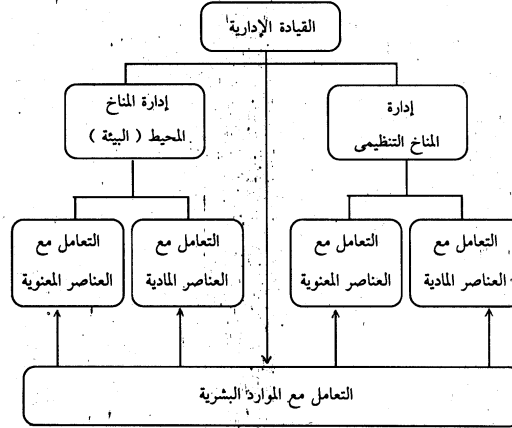 القيادة الإدارية
إدارة
المناخ التنظيمى
إدارة المناخ
المحيط ( البيئة )
التعامل مع
العناصر المادية
التعامل مع
العناصر المعنوية
التعامل مع
العناصر المادية
التعامل مع
العناصر المعنوية
التعامل مع الموارد البشرية